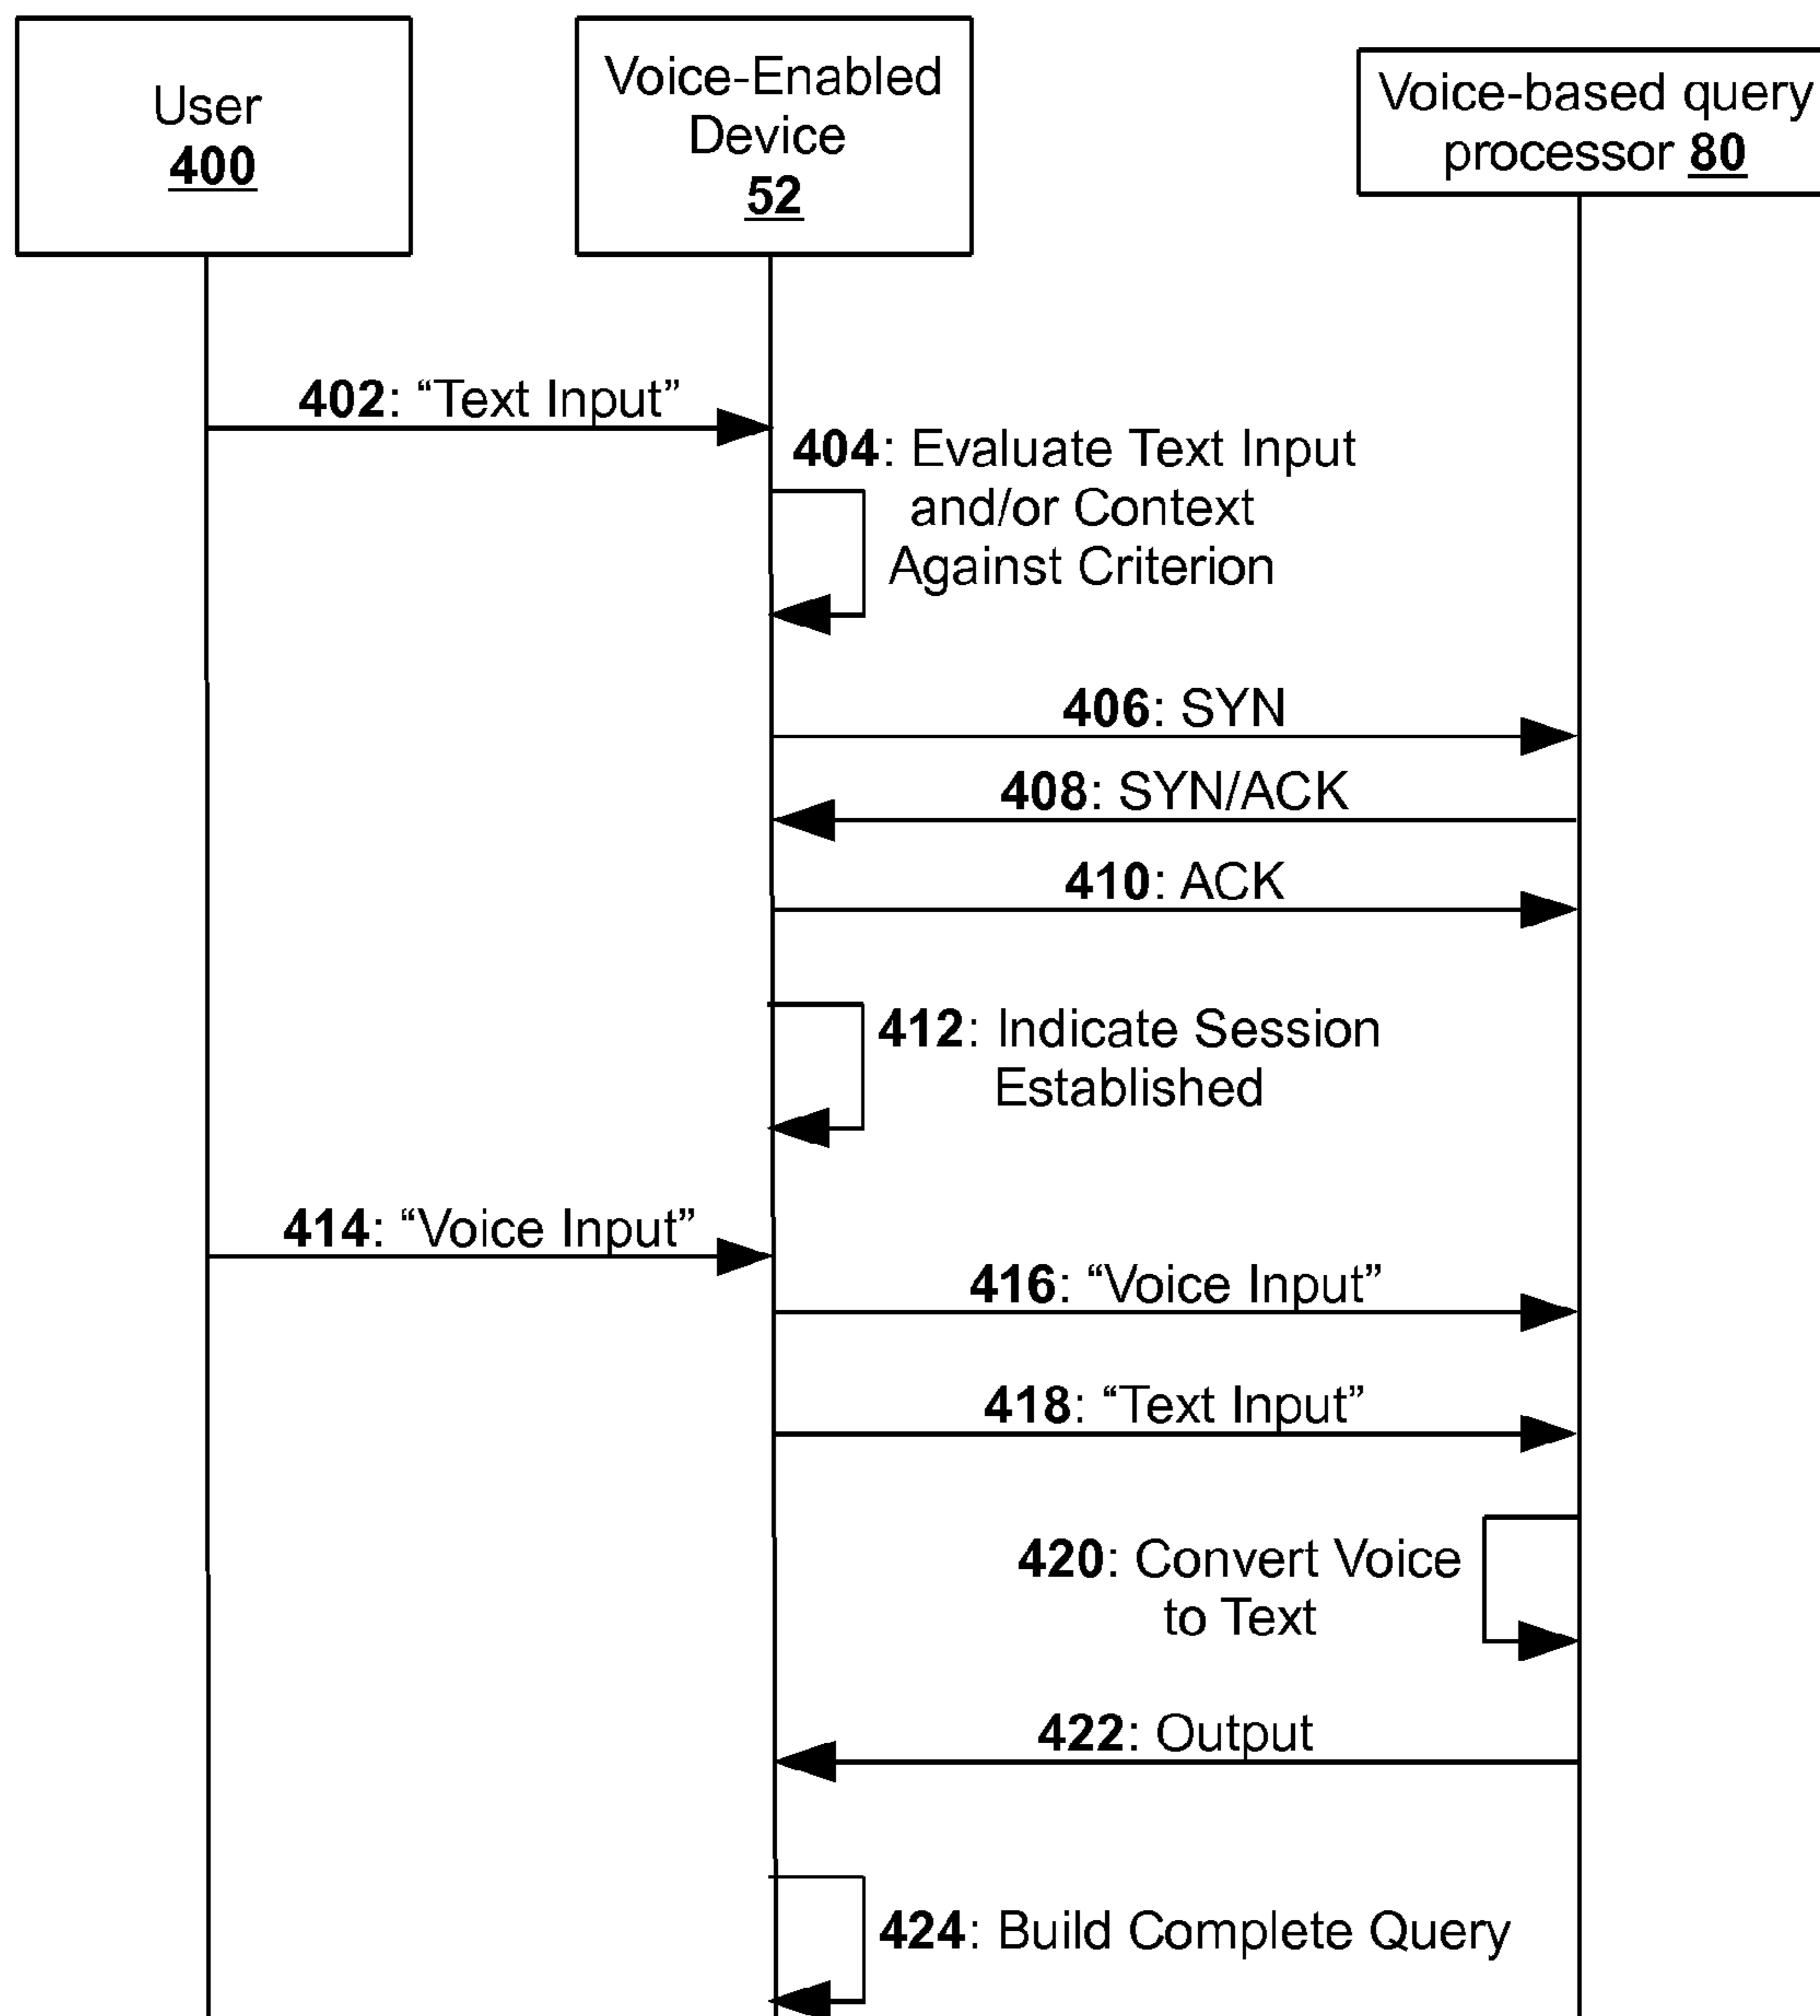 User
400
Voice-Enabled
Device
52
Voice-based query
processor 80
402: “Text Input”
404: Evaluate Text Input
and/or Context
Against Criterion
406: SYN
408: SYN/ACK
410: ACK
412: Indicate Session
Established
414: “Voice Input”
416: “Voice Input”
418: “Text Input”
420: Convert Voice
to Text
422: Output
424: Build Complete Query